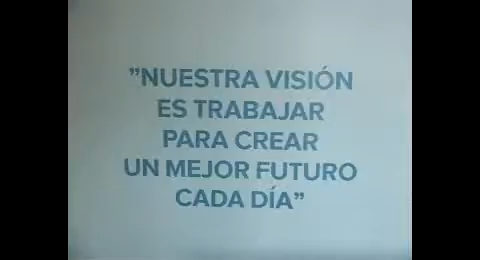 ”NUESTRA VISIÓN
ES TRABAJAR
PARA CREAR
UN MEJOR FUTURO
CADA DÍA”